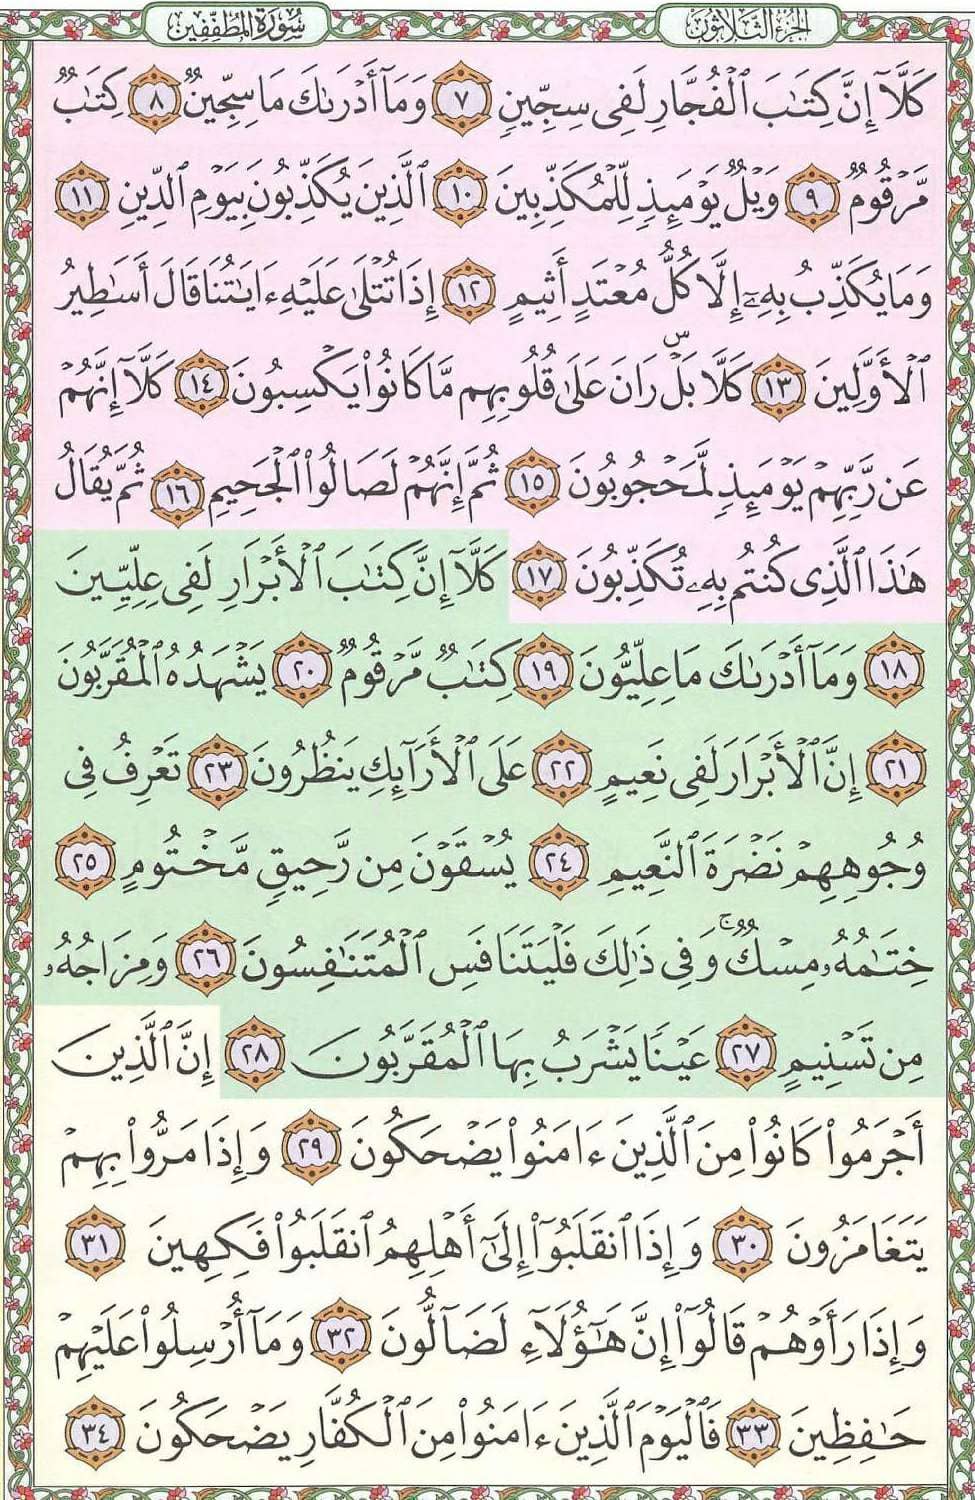 الجزء الثلاثون
سورة المطففين
كَلَّآ إِنَّ كِتَٰبَ ٱلْفُجَّارِ لَفِى سِجِّينٍ ٧ وَمَآ أَدْرَىٰكَ مَا سِجِّينٌ ٨ كِتَٰبٌ
مَّرْقُومٌ ٩ وَيْلٌ يَوْمَئِذٍ لِّلْمُكَذِّبِينَ ١٠ ٱلَّذِينَ يُكَذِّبُونَ بِيَوْمِ ٱلدِّينِ ١١
وَمَا يُكَذِّبُ بِهِۦٓ إِلَّا كُلُّ مُعْتَدٍ أَثِيمٍ ١٢ إِذَا تُتْلَىٰ عَلَيْهِ ءَايَٰتُنَا قَالَ أَسَٰطِيرُ
ٱلْأَوَّلِينَ ١٣ كَلَّا بَلْ ۜ رَانَ عَلَىٰ قُلُوبِهِم مَّا كَانُوا۟ يَكْسِبُونَ ١٤ كَلَّآ إِنَّهُمْ
عَن رَّبِّهِمْ يَوْمَئِذٍ لَّمَحْجُوبُونَ ١٥ ثُمَّ إِنَّهُمْ لَصَالُوا۟ ٱلْجَحِيمِ ١٦ ثُمَّ يُقَالُ
هَٰذَا ٱلَّذِى كُنتُم بِهِۦ تُكَذِّبُونَ ١٧ كَلَّآ إِنَّ كِتَٰبَ ٱلْأَبْرَارِ لَفِى عِلِّيِّينَ
١٨ وَمَآ أَدْرَىٰكَ مَا عِلِّيُّونَ ١٩ كِتَٰبٌ مَّرْقُومٌ ٢٠ يَشْهَدُهُ ٱلْمُقَرَّبُونَ
٢١ إِنَّ ٱلْأَبْرَارَ لَفِى نَعِيمٍ ٢٢ عَلَى ٱلْأَرَآئِكِ يَنظُرُونَ ٢٣ تَعْرِفُ فِى
وُجُوهِهِمْ نَضْرَةَ ٱلنَّعِيمِ ٢٤ يُسْقَوْنَ مِن رَّحِيقٍ مَّخْتُومٍ ٢٥
خِتَٰمُهُۥ مِسْكٌ ۚ وَفِى ذَٰلِكَ فَلْيَتَنَافَسِ ٱلْمُتَنَٰفِسُونَ ٢٦ وَمِزَاجُهُۥ
مِن تَسْنِيمٍ ٢٧ عَيْنًا يَشْرَبُ بِهَا ٱلْمُقَرَّبُونَ ٢٨ إِنَّ ٱلَّذِينَ
أَجْرَمُوا۟ كَانُوا۟ مِنَ ٱلَّذِينَ ءَامَنُوا۟ يَضْحَكُونَ ٢٩ وَإِذَا مَرُّوا۟ بِهِمْ
يَتَغَامَزُونَ ٣٠ وَإِذَا ٱنقَلَبُوٓا۟ إِلَىٰٓ أَهْلِهِمُ ٱنقَلَبُوا۟ فَكِهِينَ ٣١
وَإِذَا رَأَوْهُمْ قَالُوٓا۟ إِنَّ هَٰٓؤُلَآءِ لَضَآلُّونَ ٣٢ وَمَآ أُرْسِلُوا۟ عَلَيْهِمْ
حَٰفِظِينَ ٣٣ فَٱلْيَوْمَ ٱلَّذِينَ ءَامَنُوا۟ مِنَ ٱلْكُفَّارِ يَضْحَكُونَ ٣٤